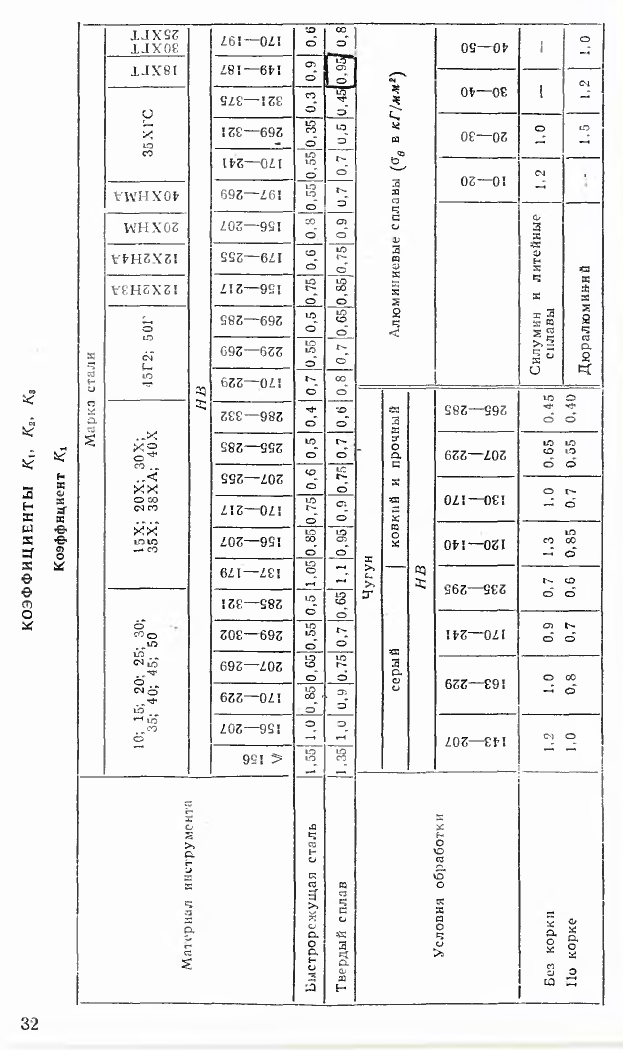 32
КОЭФФИЦИЕНТЫ K₁, K₂, K₃
Коэффициент K₁
Материал инструмента
Марка стали
10; 15; 20; 25; 30; 35; 40; 45; 50
15Х; 20Х; 30Х; 35Х; 38ХА; 40Х
45Г2; 50Г
12Х2Н3А
12Х2Н4А
20ХНМ
40ХНМА
35ХГС
18ХГТ
30ХГТ 25ХГТ
НВ
⩽ 156
156—207
170—229
207—269
269—302
285—321
137—179
156—207
170—217
207—255
255—285
286—332
170—229
229—269
269—285
156—217
179—255
156—207
197—269
170—241
269—321
321—375
149—187
170—197
Быстрорежущая сталь 1,55 1,0 0,85 0,65 0,55 0,5 1,05 0,85 0,75 0,6 0,5 0,4 0,7 0,55 0,5 0,75 0,6 0,8 0,55 0,55 0,35 0,3 0,9 0,6
Твердый сплав 1,35 1,0 0,9 0,75 0,7 0,65 1,1 0,95 0,9 0,75 0,7 0,6 0,8 0,7 0,65 0,85 0,75 0,9 0,7 0,7 0,5 0,45 0,95 0,8
Условия обработки
Чугун
серый
ковкий и прочный
НВ
143—207
163—229
170—241
235—295
120—140
130—170
207—229
269—285
Алюминиевые сплавы (σв в кГ/мм²)
10—20
20—30
30—40
40—50
Без корки 1,2 1,0 0,9 0,7 1,3 1,0 0,65 0,45 Силумин и литейные сплавы 1,2 1,0 — —
По корке 1,0 0,8 0,7 0,6 0,85 0,7 0,55 0,40 Дюралюминий — 1,5 1,2 1,0